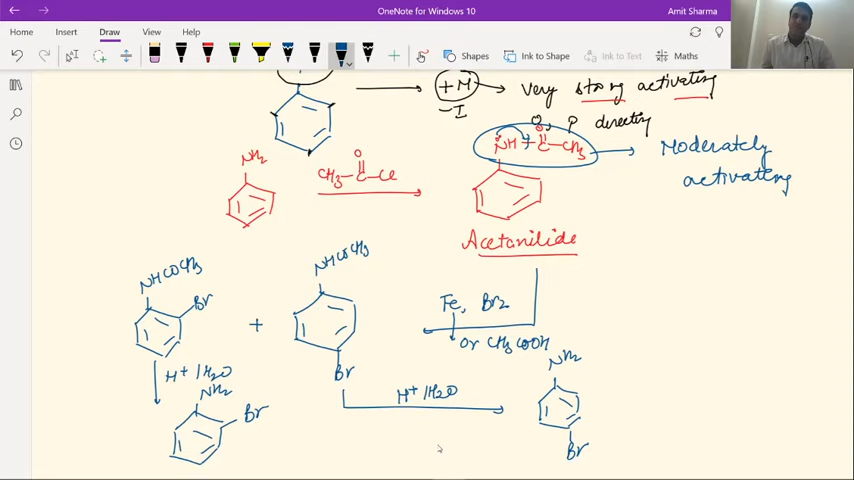 OneNote for Windows 10
Amit Sharma
Home Insert Draw View Help
Shapes Ink to Shape Ink to Text Maths
+M very strong activating
-I
O, P directing
NH-C-CH3
O
Moderately
activating
NH2
O
CH3-C-Cl
Acetanilide
NHCOCH3
Br
+
NHCOCH3
Br
Fe, Br2
or CH3COOH
H+/H2O
NH2
Br
H+/H2O
NH2
Br